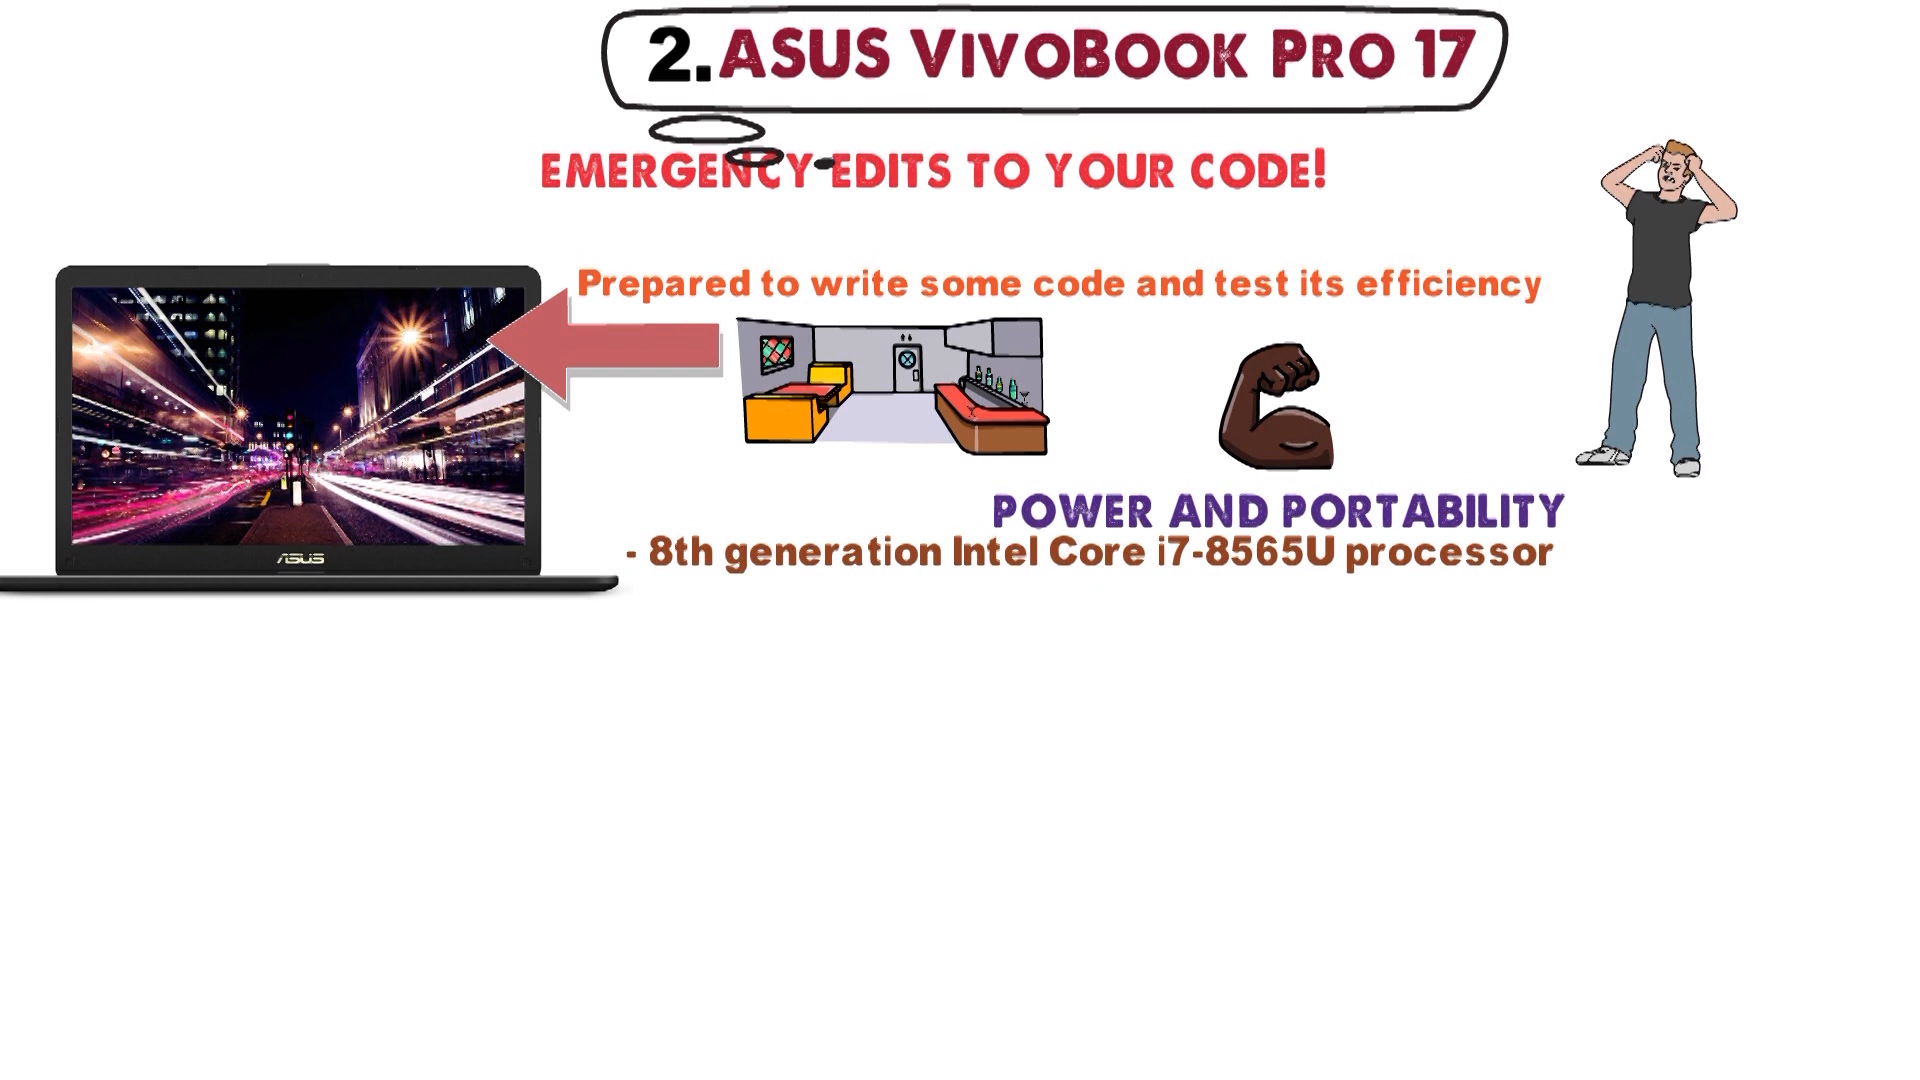 2. ASUS VIVOBOOK PRO 17
EMERGENCY EDITS TO YOUR CODE!
Prepared to write some code and test its efficiency
POWER AND PORTABILITY
- 8th generation Intel Core i7-8565U processor
ASUS